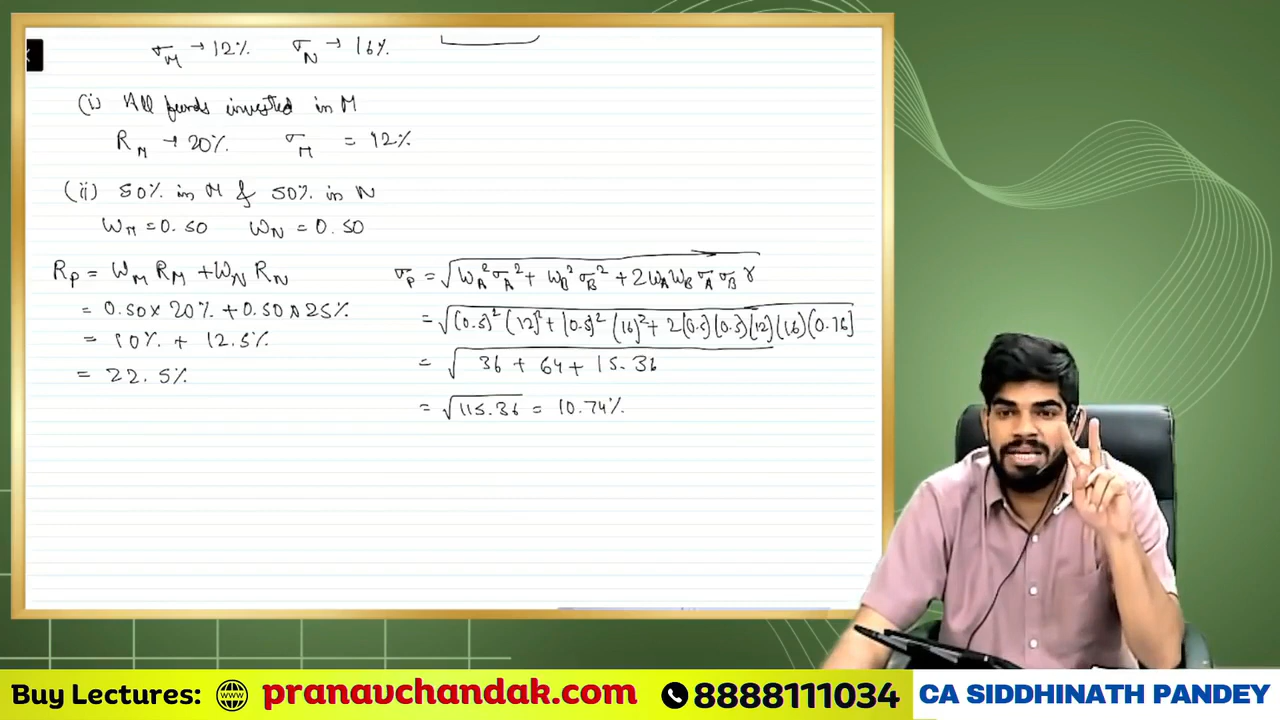 σM → 12% σN → 16%
(i) All funds invested in M
RM → 20% σM = 12%
(ii) 50% in M & 50% in N
WM = 0.50 WN = 0.50
RP = WM RM + WN RN
= 0.50 × 20% + 0.50 × 25%
= 10% + 12.5%
= 22.5%
σP = √WA²σA² + WB²σB² + 2WAWBσAσB r
= √(0.5)² (12)² + (0.5)² (16)² + 2(0.5)(0.5)(12)(16)(0.16)
= √36 + 64 + 15.36
= √115.36 = 10.74%
Buy Lectures: pranavchandak.com 8888111034 CA SIDDHINATH PANDEY